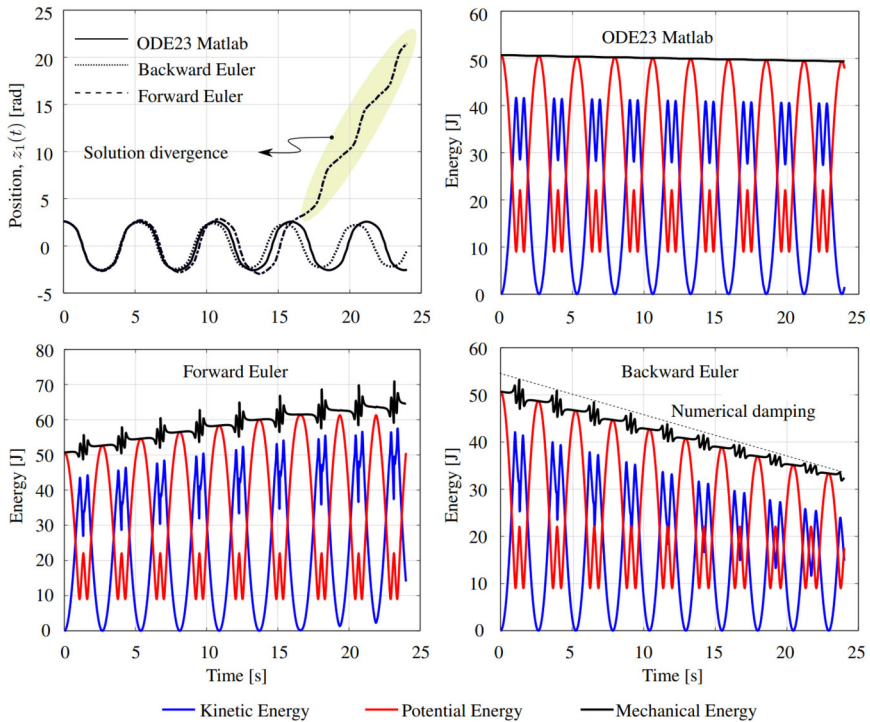 25
20
15
10
5
0
-5
Position, z₁(t) [rad]
ODE23 Matlab
Backward Euler
Forward Euler
Solution divergence
0 5 10 15 20 25
60
50
40
30
20
10
0
Energy [J]
ODE23 Matlab
0 5 10 15 20 25
80
70
60
50
40
30
20
10
0
Energy [J]
Forward Euler
0 5 10 15 20 25
Time [s]
60
50
40
30
20
10
0
Energy [J]
Backward Euler
Numerical damping
0 5 10 15 20 25
Time [s]
Kinetic Energy Potential Energy Mechanical Energy